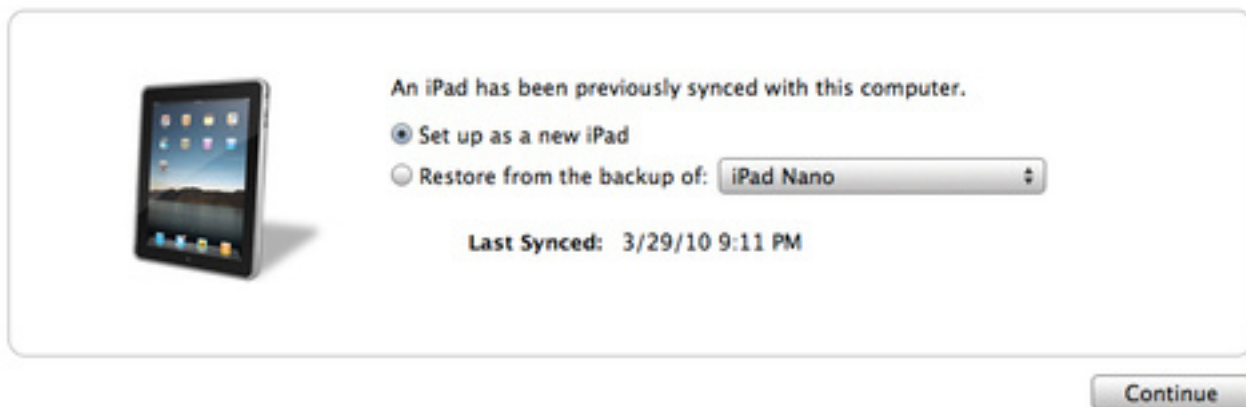 An iPad has been previously synced with this computer.
Set up as a new iPad
Restore from the backup of: iPad Nano
Last Synced: 3/29/10 9:11 PM
Continue